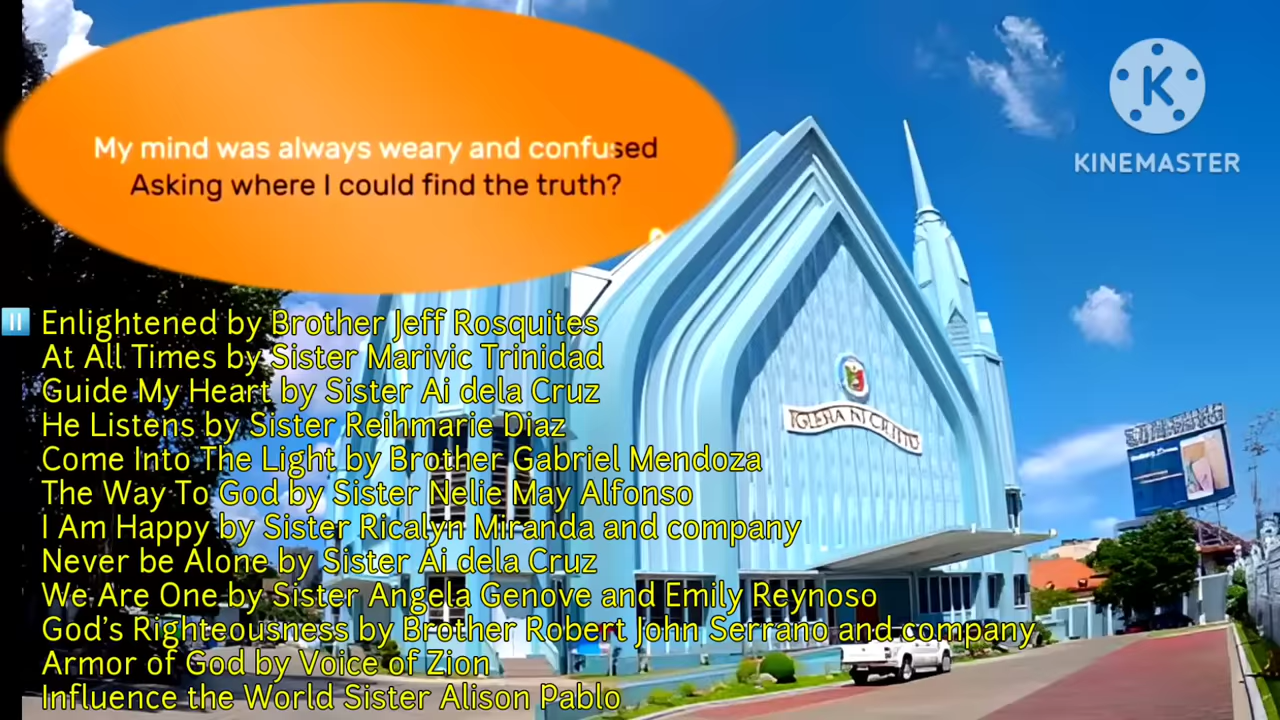 My mind was always weary and confused
Asking where I could find the truth?
KINEMASTER
Enlightened by Brother Jeff Rosquites
At All Times by Sister Marivic Trinidad
Guide My Heart by Sister Ai dela Cruz
He Listens by Sister Reihmarie Diaz
Come Into The Light by Brother Gabriel Mendoza
The Way To God by Sister Nelie May Alfonso
I Am Happy by Sister Ricalyn Miranda and company
Never be Alone by Sister Ai dela Cruz
We Are One by Sister Angela Genove and Emily Reynoso
God's Righteousness by Brother Robert John Serrano and company
Armor of God by Voice of Zion
Influence the World Sister Alison Pablo
IGLESIA NI CRISTO